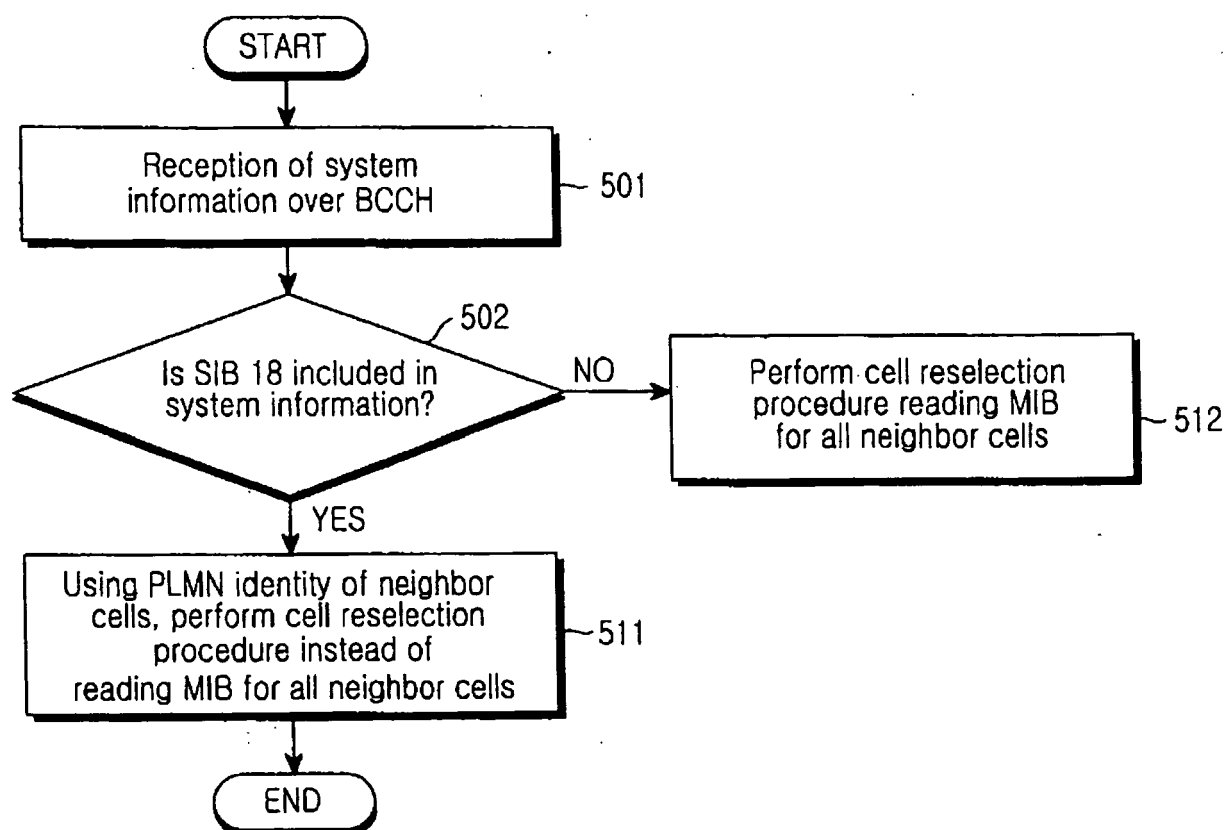 START
Reception of system
information over BCCH
501
502
Is SIB 18 included in
system information?
NO
Perform cell reselection
procedure reading MIB
for all neighbor cells
512
YES
Using PLMN identity of neighbor
cells, perform cell reselection
procedure instead of
reading MIB for all neighbor cells
511
END